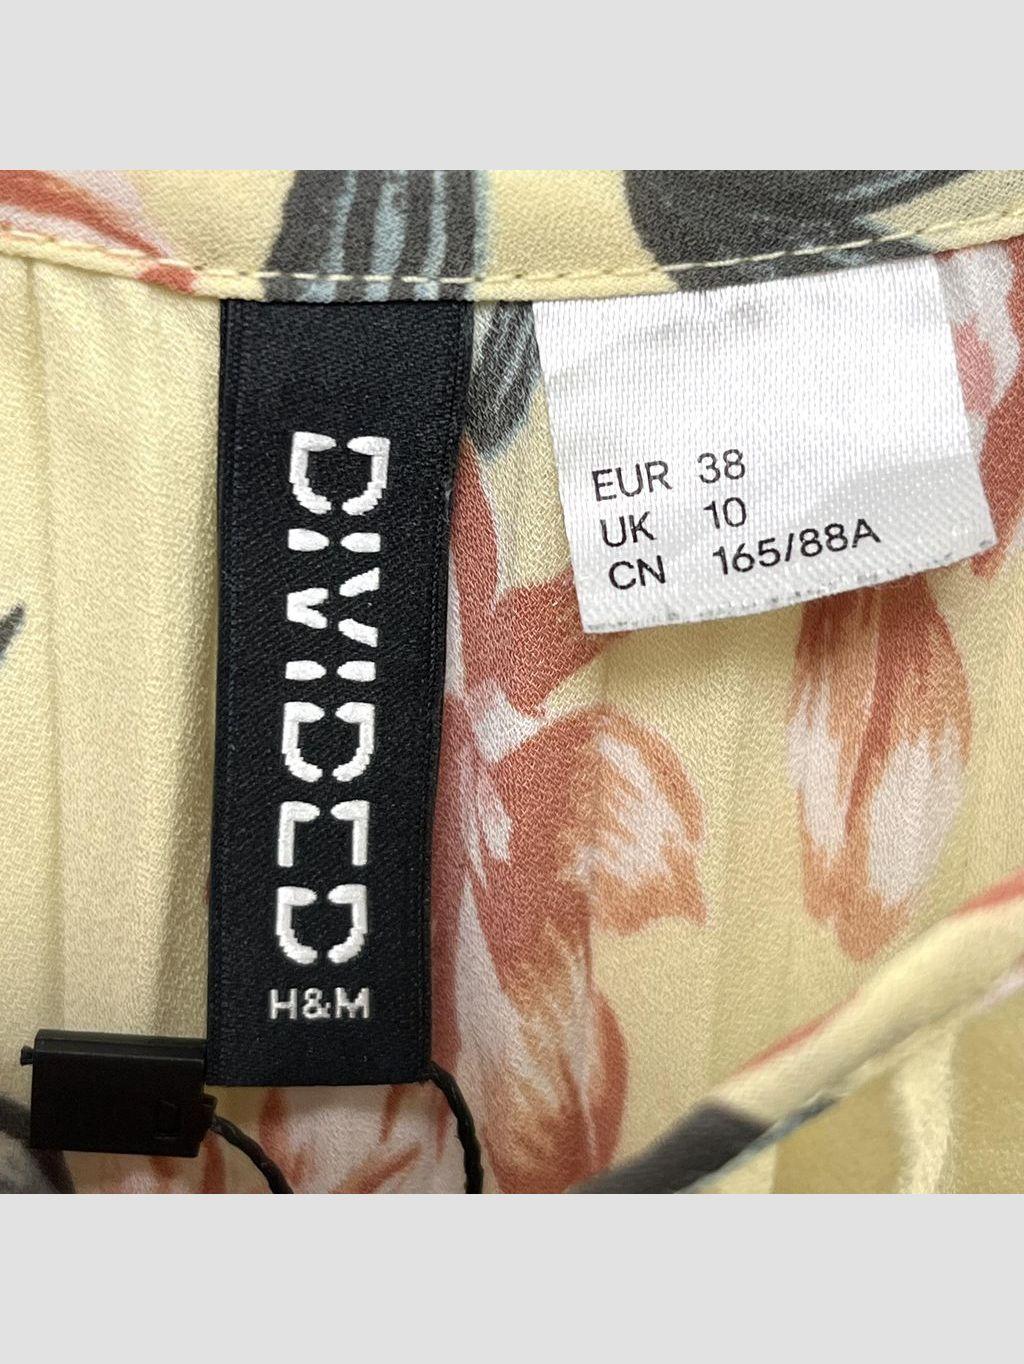 DIVIDED
H&M
EUR 38
UK 10
CN 165/88A